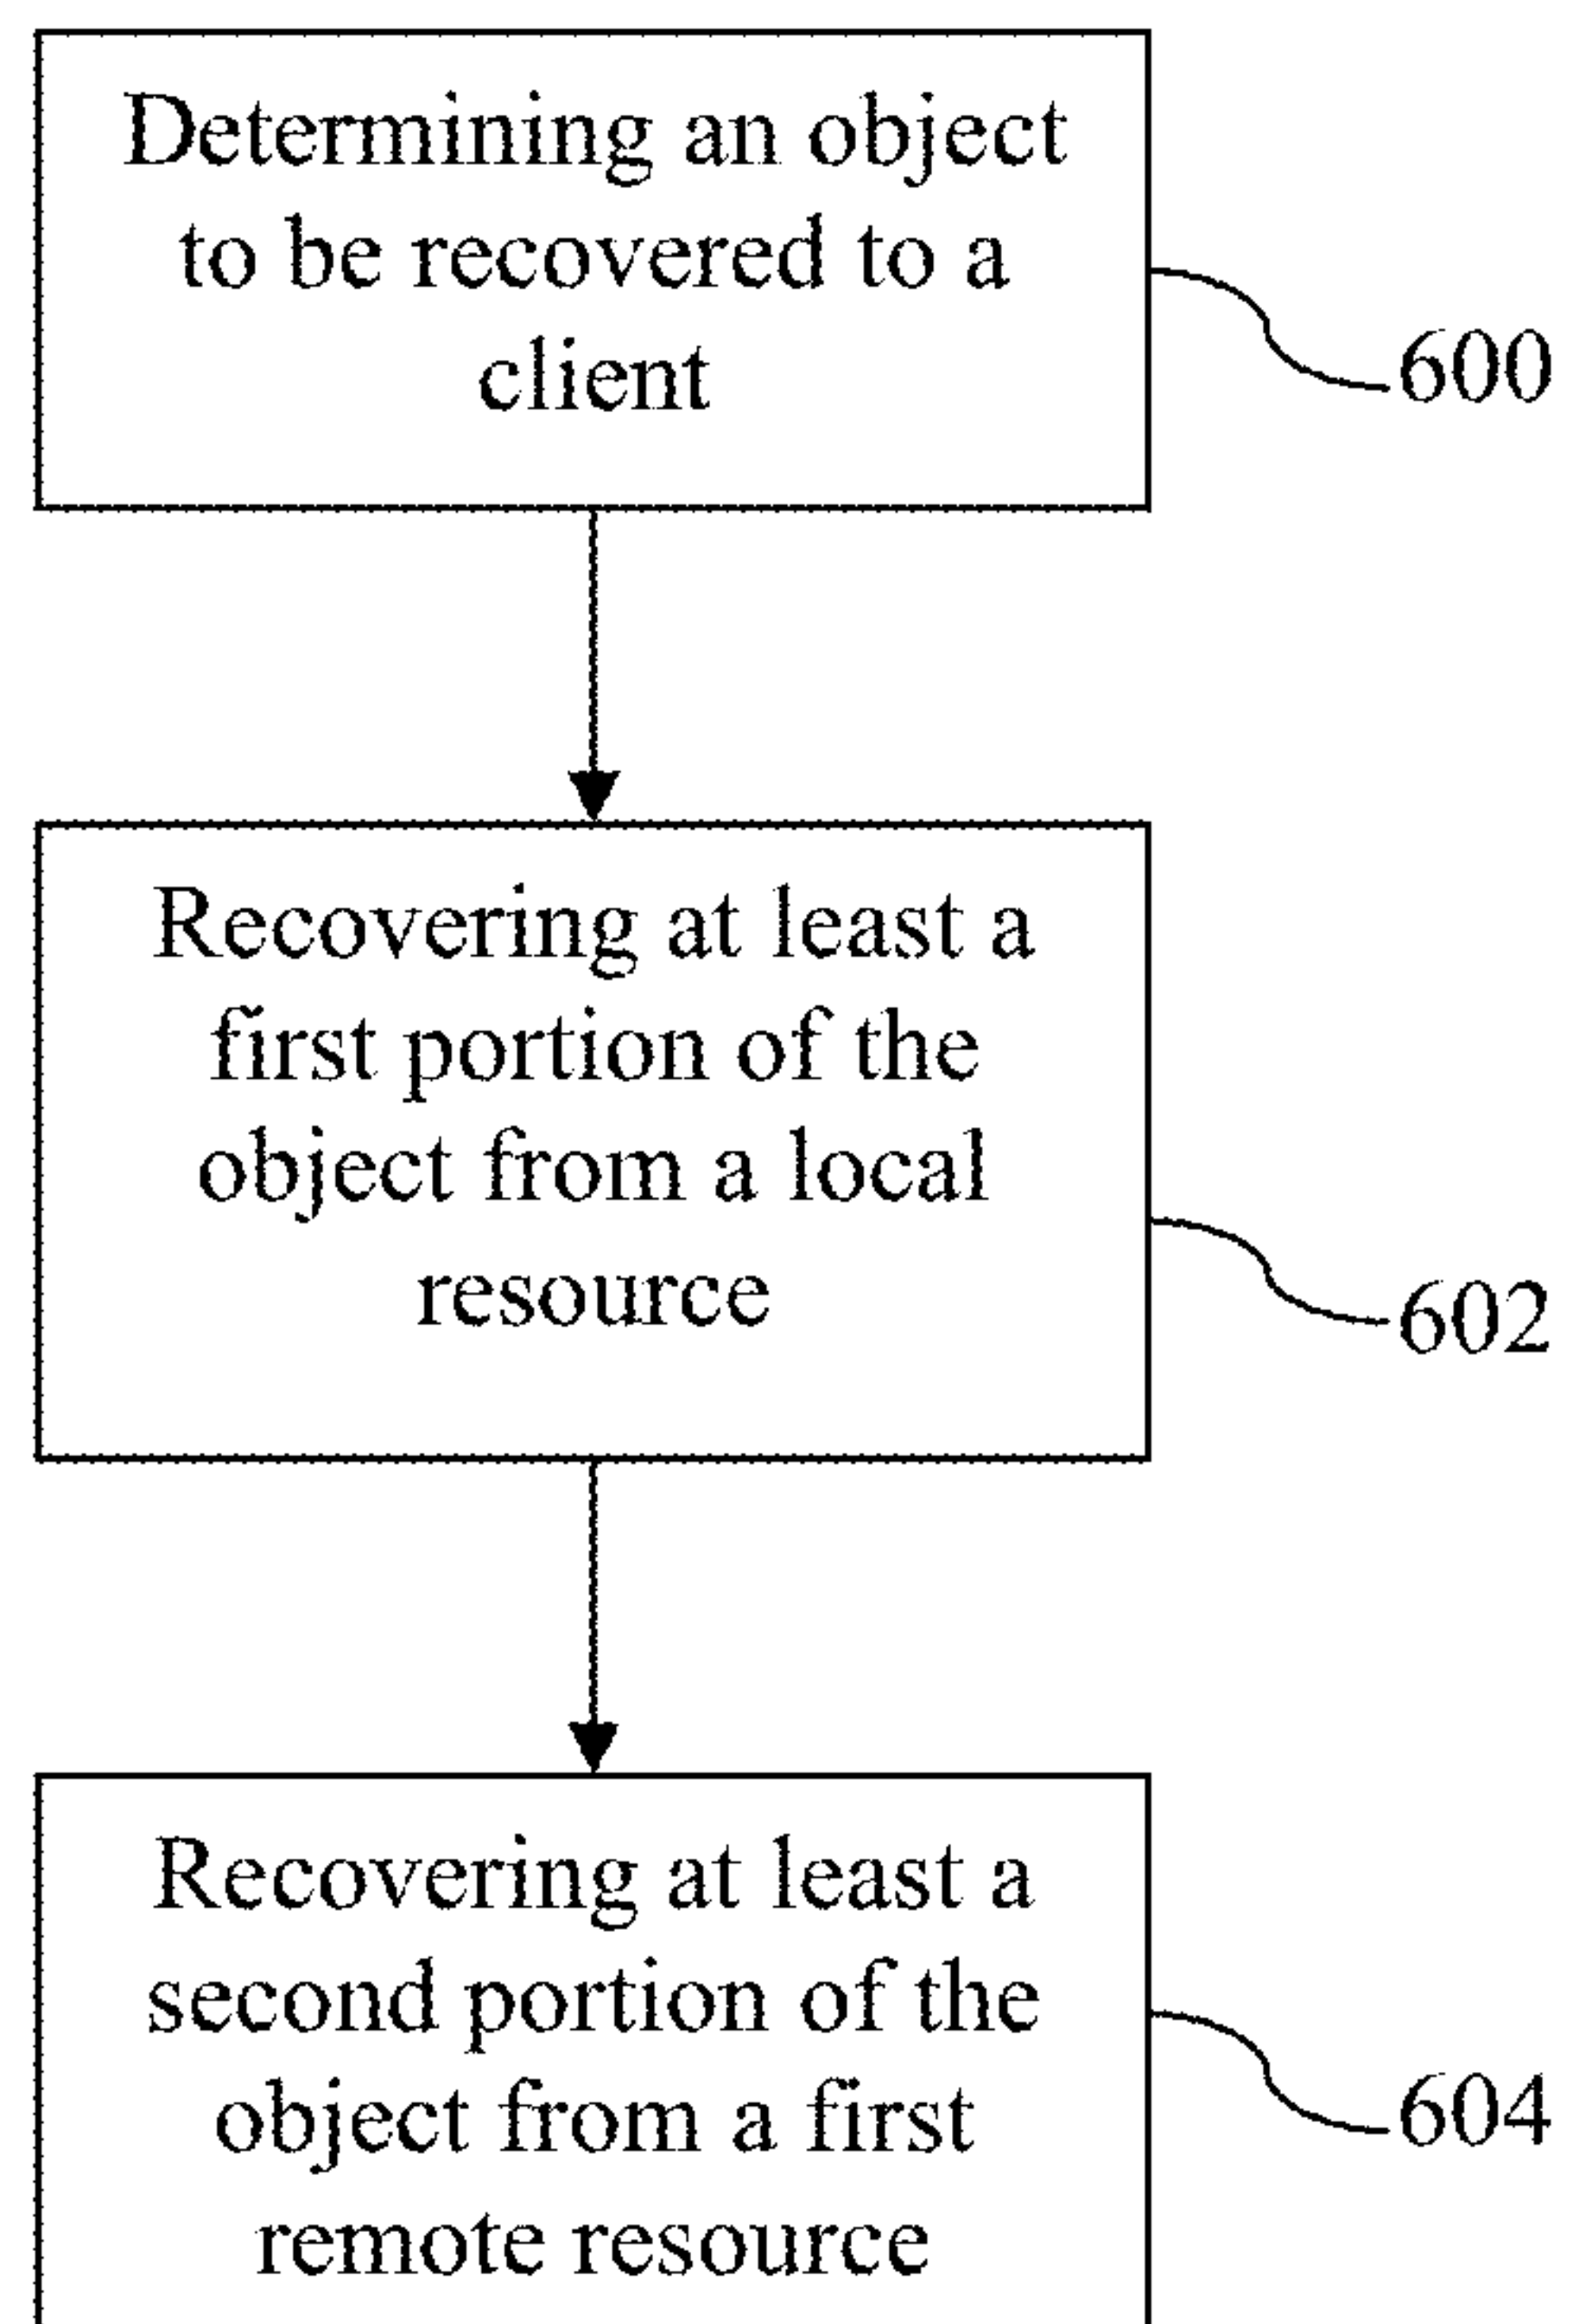 Determining an object
to be recovered to a
client
600
Recovering at least a
first portion of the
object from a local
resource
602
Recovering at least a
second portion of the
object from a first
remote resource
604